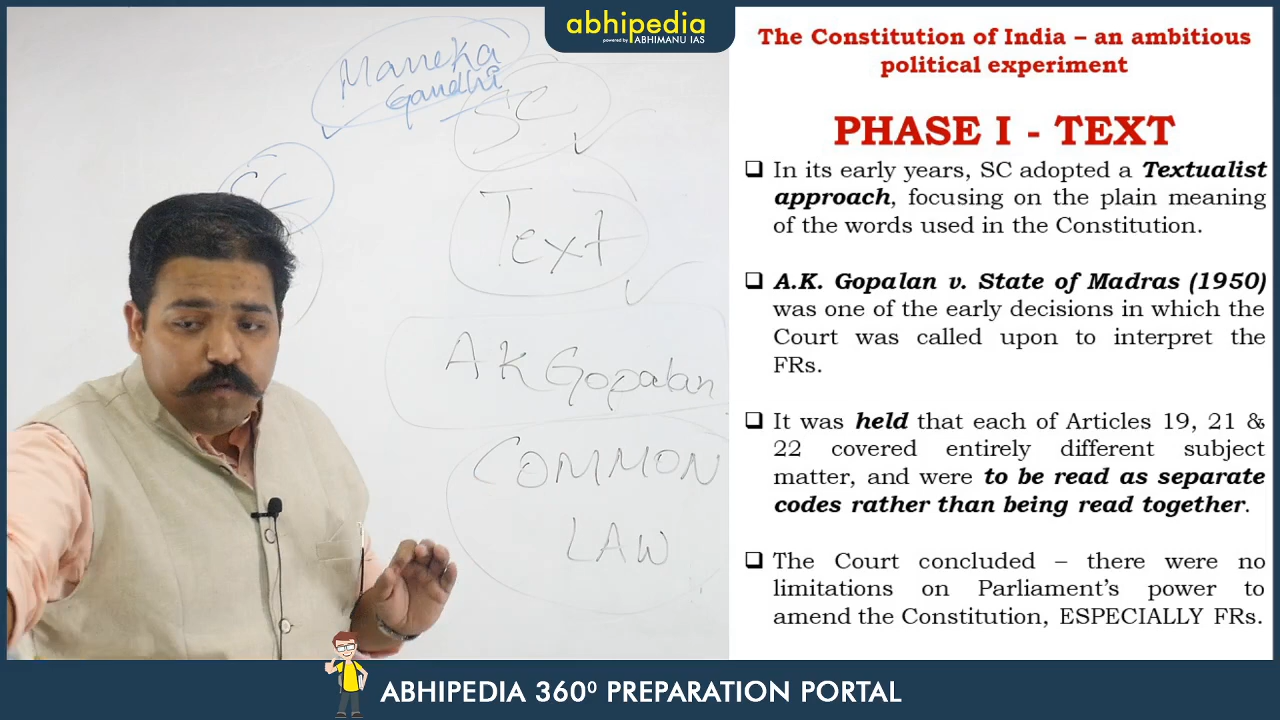 abhipedia
powered by ABHIMANU IAS
Maneka
Gandhi
SC
SC
Text
AK Gopalan
COMMON
LAW
The Constitution of India – an ambitious
political experiment
PHASE I - TEXT
❑ In its early years, SC adopted a Textualist
approach, focusing on the plain meaning
of the words used in the Constitution.
❑ A.K. Gopalan v. State of Madras (1950)
was one of the early decisions in which the
Court was called upon to interpret the
FRs.
❑ It was held that each of Articles 19, 21 &
22 covered entirely different subject
matter, and were to be read as separate
codes rather than being read together.
❑ The Court concluded – there were no
limitations on Parliament's power to
amend the Constitution, ESPECIALLY FRs.
ABHIPEDIA 360⁰ PREPARATION PORTAL